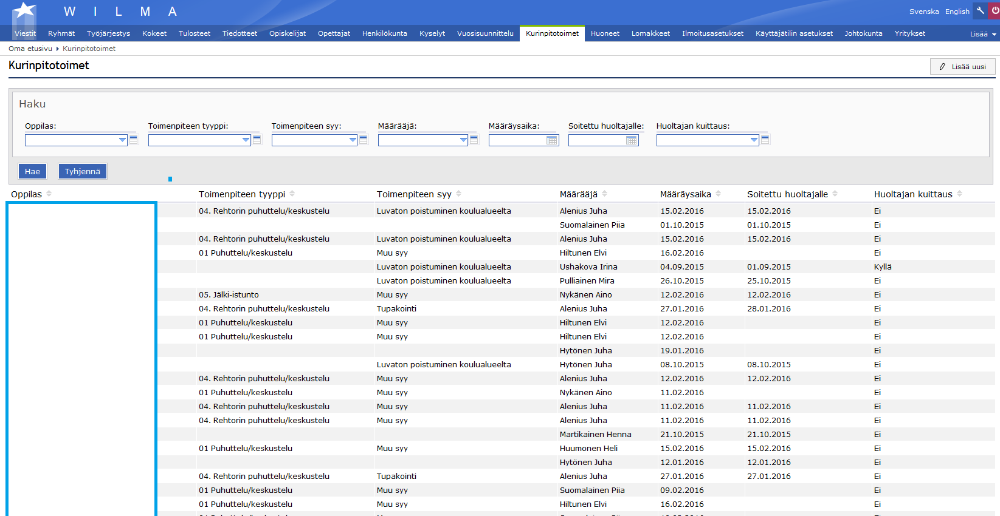 W I L M A
Svenska English
Viestit Ryhmät Työjärjestys Kokeet Tulosteet Tiedotteet Opiskelijat Opettajat Henkilökunta Kyselyt Vuosisuunnittelu Kurinpitotoimet Huoneet Lomakkeet Ilmoitusasetukset Käyttäjätilin asetukset Johtokunta Yritykset Lisää
Oma etusivu Kurinpitotoimet
Kurinpitotoimet
Lisää uusi
Haku
Oppilas: Toimenpiteen tyyppi: Toimenpiteen syy: Määrääjä: Määräysaika: Soitettu huoltajalle: Huoltajan kuittaus:
Hae Tyhjennä
Oppilas Toimenpiteen tyyppi Toimenpiteen syy Määrääjä Määräysaika Soitettu huoltajalle Huoltajan kuittaus
04. Rehtorin puhuttelu/keskustelu Luvaton poistuminen koulualueelta Alenius Juha 15.02.2016 15.02.2016 Ei
Suomalainen Piia 01.10.2015 01.10.2015 Ei
04. Rehtorin puhuttelu/keskustelu Luvaton poistuminen koulualueelta Alenius Juha 15.02.2016 15.02.2016 Ei
01 Puhuttelu/keskustelu Muu syy Hiltunen Elvi 16.02.2016 Ei
Luvaton poistuminen koulualueelta Ushakova Irina 04.09.2015 01.09.2015 Kyllä
Luvaton poistuminen koulualueelta Pulliainen Mira 26.10.2015 25.10.2015 Ei
05. Jälki-istunto Muu syy Nykänen Aino 12.02.2016 12.02.2016 Ei
04. Rehtorin puhuttelu/keskustelu Tupakointi Alenius Juha 27.01.2016 28.01.2016 Ei
01 Puhuttelu/keskustelu Muu syy Hiltunen Elvi 12.02.2016 Ei
01 Puhuttelu/keskustelu Muu syy Hiltunen Elvi 12.02.2016 Ei
Hytönen Juha 19.01.2016 Ei
Luvaton poistuminen koulualueelta Hytönen Juha 08.10.2015 08.10.2015 Ei
04. Rehtorin puhuttelu/keskustelu Muu syy Alenius Juha 12.02.2016 12.02.2016 Ei
01 Puhuttelu/keskustelu Muu syy Nykänen Aino 11.02.2016 Ei
04. Rehtorin puhuttelu/keskustelu Muu syy Alenius Juha 11.02.2016 11.02.2016 Ei
04. Rehtorin puhuttelu/keskustelu Muu syy Alenius Juha 11.02.2016 11.02.2016 Ei
Martikainen Henna 21.10.2015 21.10.2015 Ei
01 Puhuttelu/keskustelu Muu syy Huumonen Heli 15.02.2016 15.02.2016 Ei
Hytönen Juha 12.01.2016 12.01.2016 Ei
04. Rehtorin puhuttelu/keskustelu Tupakointi Alenius Juha 27.01.2016 27.01.2016 Ei
01 Puhuttelu/keskustelu Muu syy Suomalainen Piia 09.02.2016 Ei
01 Puhuttelu/keskustelu Muu syy Hiltunen Elvi 16.02.2016 Ei